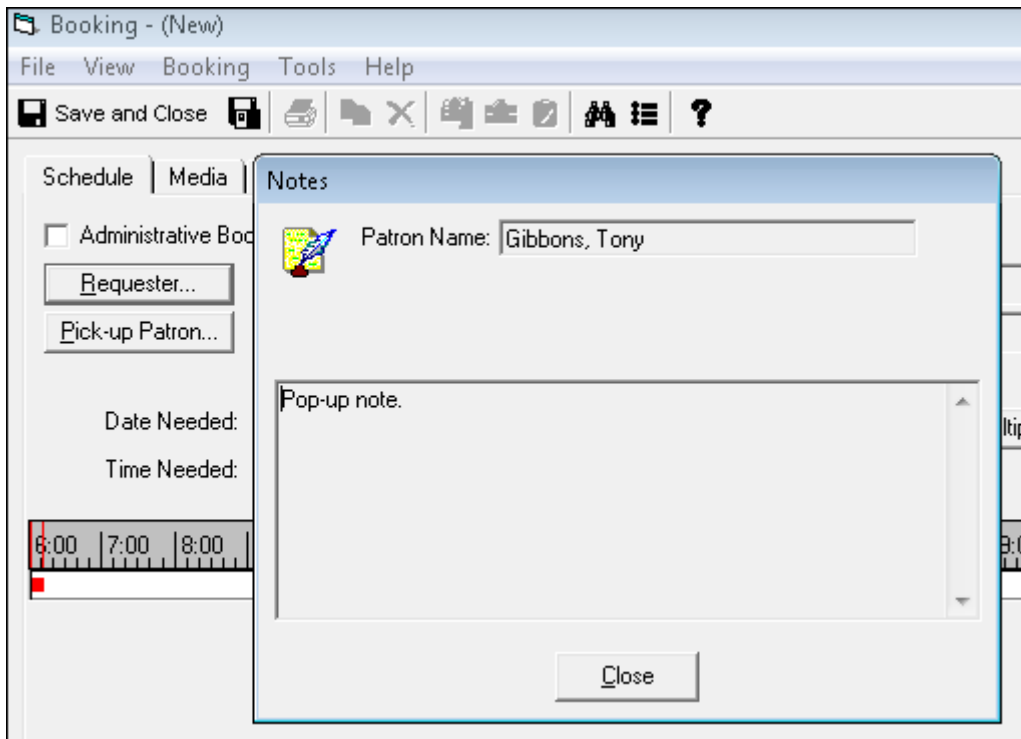 Booking - (New)
File View Booking Tools Help
Save and Close
Schedule Media
Notes
Administrative Boo
Patron Name: Gibbons, Tony
Requester...
Pick-up Patron...
Pop-up note.
Date Needed:
Time Needed:
6:00 7:00 8:00
Close